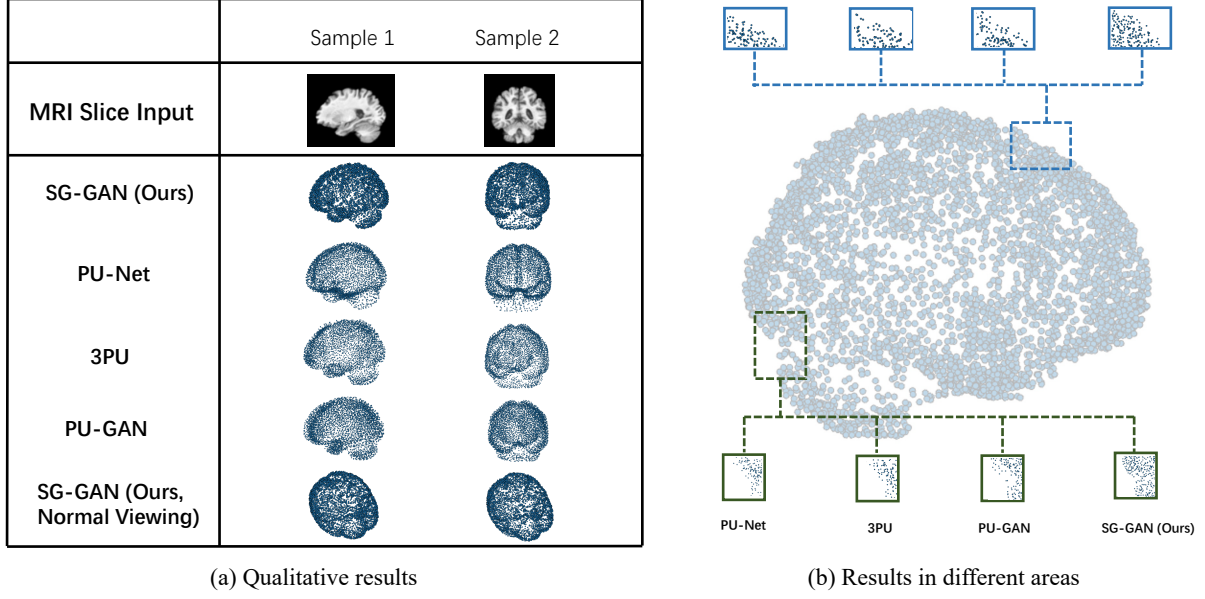 Sample 1 Sample 2
MRI Slice Input
SG-GAN (Ours)
PU-Net
3PU
PU-GAN
SG-GAN (Ours,
Normal Viewing)
(a) Qualitative results
PU-Net 3PU PU-GAN SG-GAN (Ours)
(b) Results in different areas